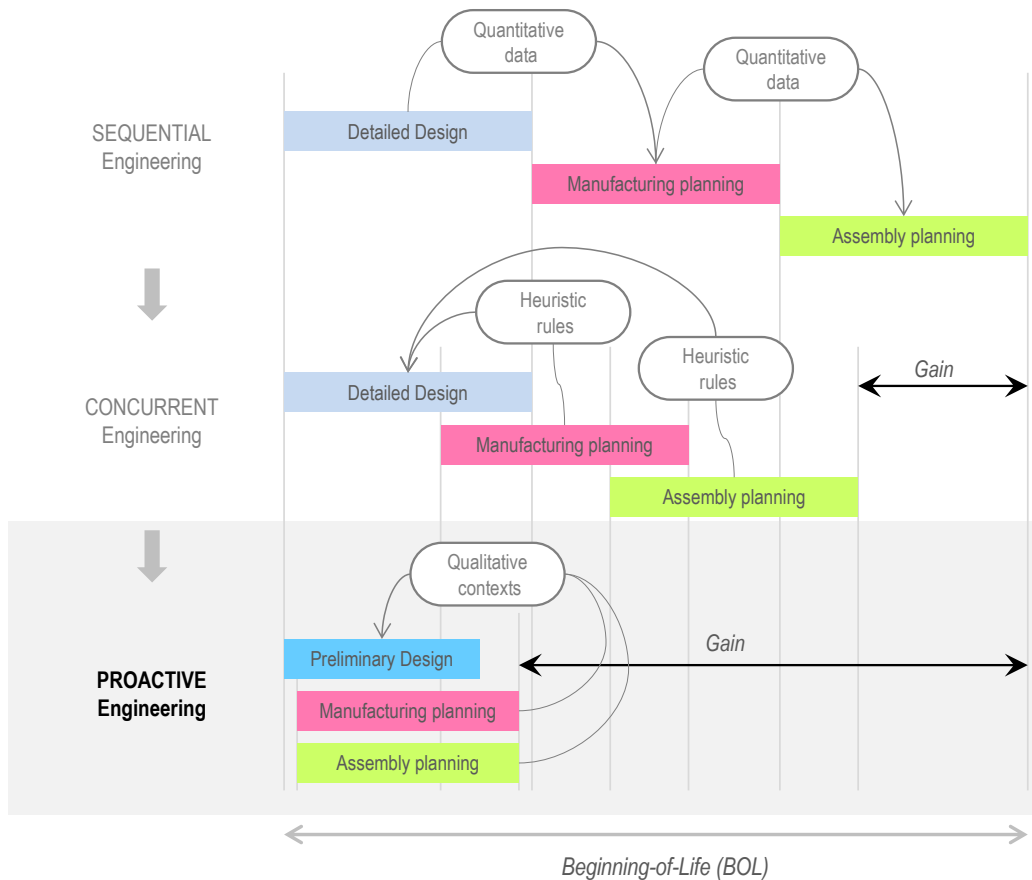 Quantitative
data
Quantitative
data
SEQUENTIAL
Engineering
Detailed Design
Manufacturing planning
Assembly planning
Heuristic
rules
Heuristic
rules
Gain
CONCURRENT
Engineering
Detailed Design
Manufacturing planning
Assembly planning
Qualitative
contexts
Gain
PROACTIVE
Engineering
Preliminary Design
Manufacturing planning
Assembly planning
Beginning-of-Life (BOL)